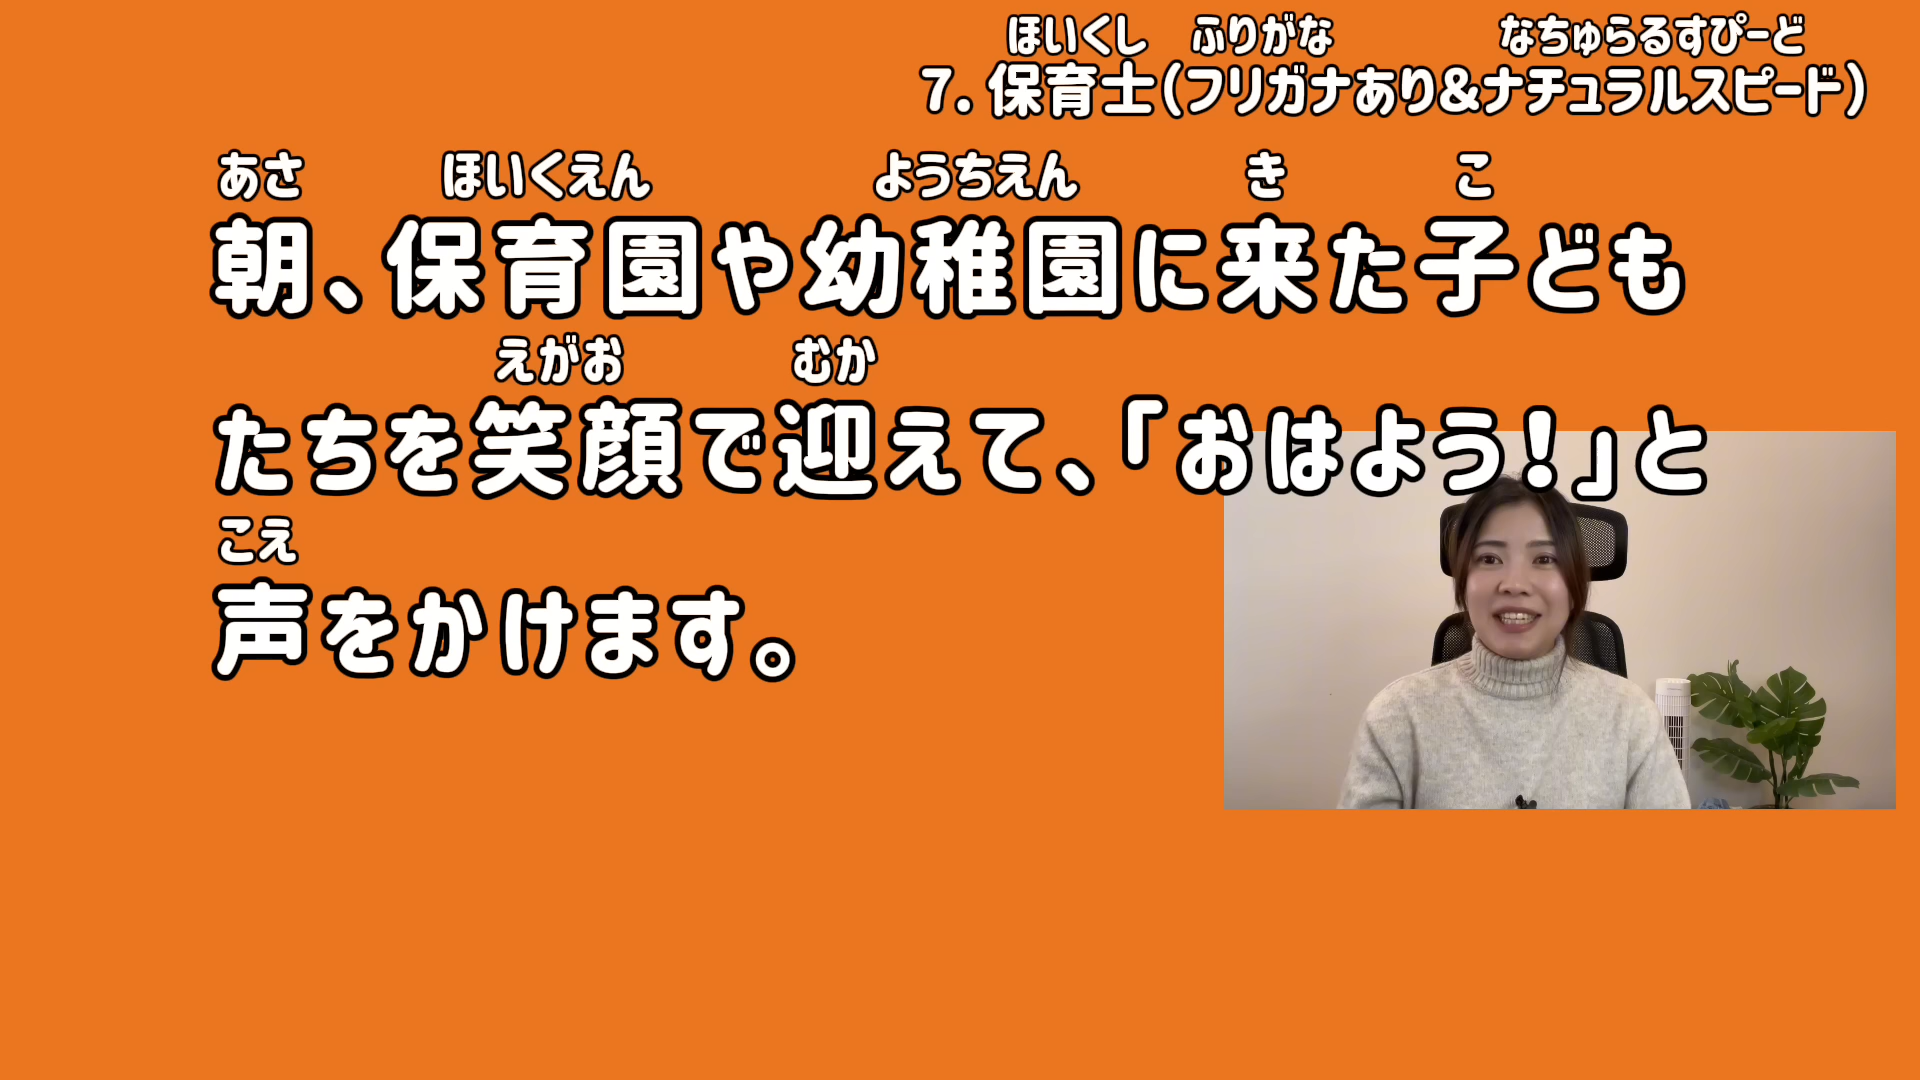 ほいくし ふりがな なちゅらるすぴーど
7. 保育士(フリガナあり&ナチュラルスピード)
あさ ほいくえん ようちえん き こ
朝、保育園や幼稚園に来た子ども
えがお むか
たちを笑顔で迎えて、「おはよう!」と
こえ
声をかけます。